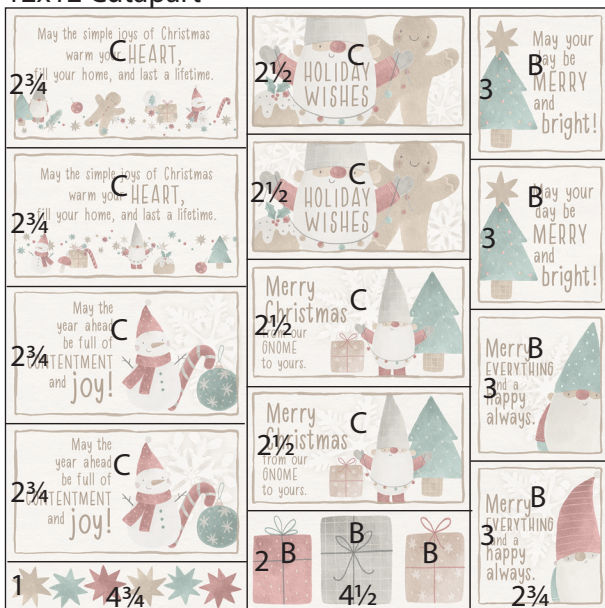 12x12 Cutapart
May the simple joys of Christmas
warm your HEART,
fill your home, and last a lifetime.
C
2¾
May the simple joys of Christmas
warm your HEART,
fill your home, and last a lifetime.
C
2¾
May the
year ahead
be full of
CONTENTMENT
and joy!
C
2¾
May the
year ahead
be full of
CONTENTMENT
and joy!
C
2¾
1
4¾
HOLIDAY
WISHES
C
2½
HOLIDAY
WISHES
C
2½
Merry
Christmas
from our
GNOME
to yours.
C
2½
Merry
Christmas
from our
GNOME
to yours.
C
2½
2 B B B
4½
May your
day be
MERRY
and
bright!
B
3
May your
day be
MERRY
and
bright!
B
3
Merry
EVERYTHING
and a
happy
always.
B
3
Merry
EVERYTHING
and a
happy
always.
B
3
2¾